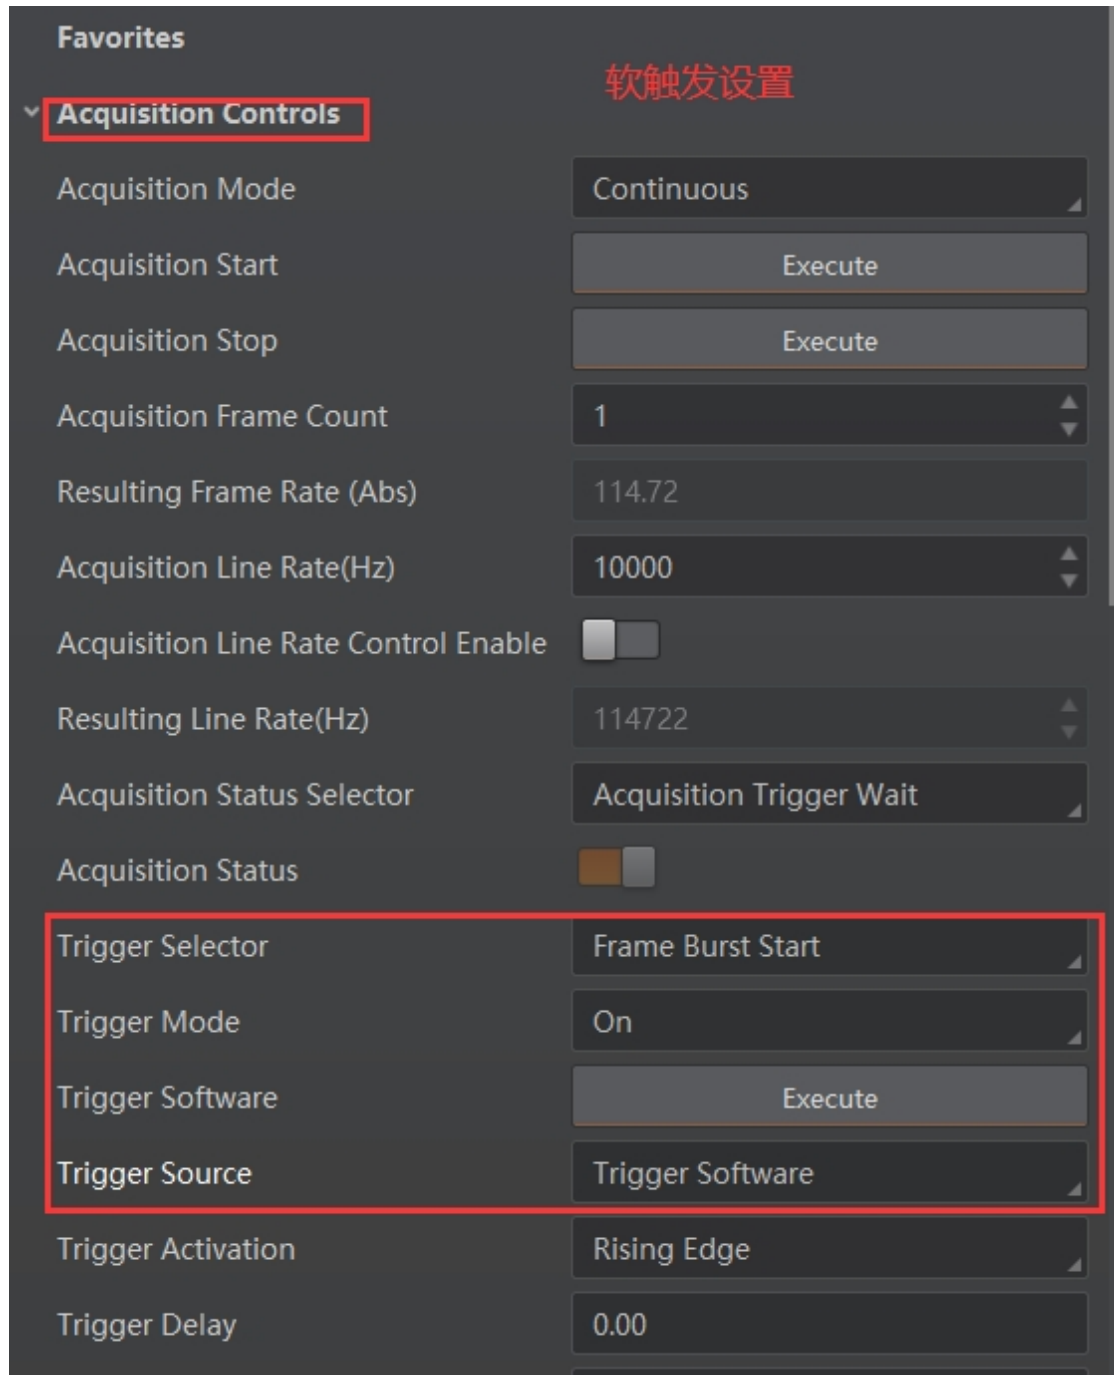 Favorites
软触发设置
Acquisition Controls
Acquisition Mode Continuous
Acquisition Start Execute
Acquisition Stop Execute
Acquisition Frame Count 1
Resulting Frame Rate (Abs) 114.72
Acquisition Line Rate(Hz) 10000
Acquisition Line Rate Control Enable
Resulting Line Rate(Hz) 114722
Acquisition Status Selector Acquisition Trigger Wait
Acquisition Status
Trigger Selector Frame Burst Start
Trigger Mode On
Trigger Software Execute
Trigger Source Trigger Software
Trigger Activation Rising Edge
Trigger Delay 0.00